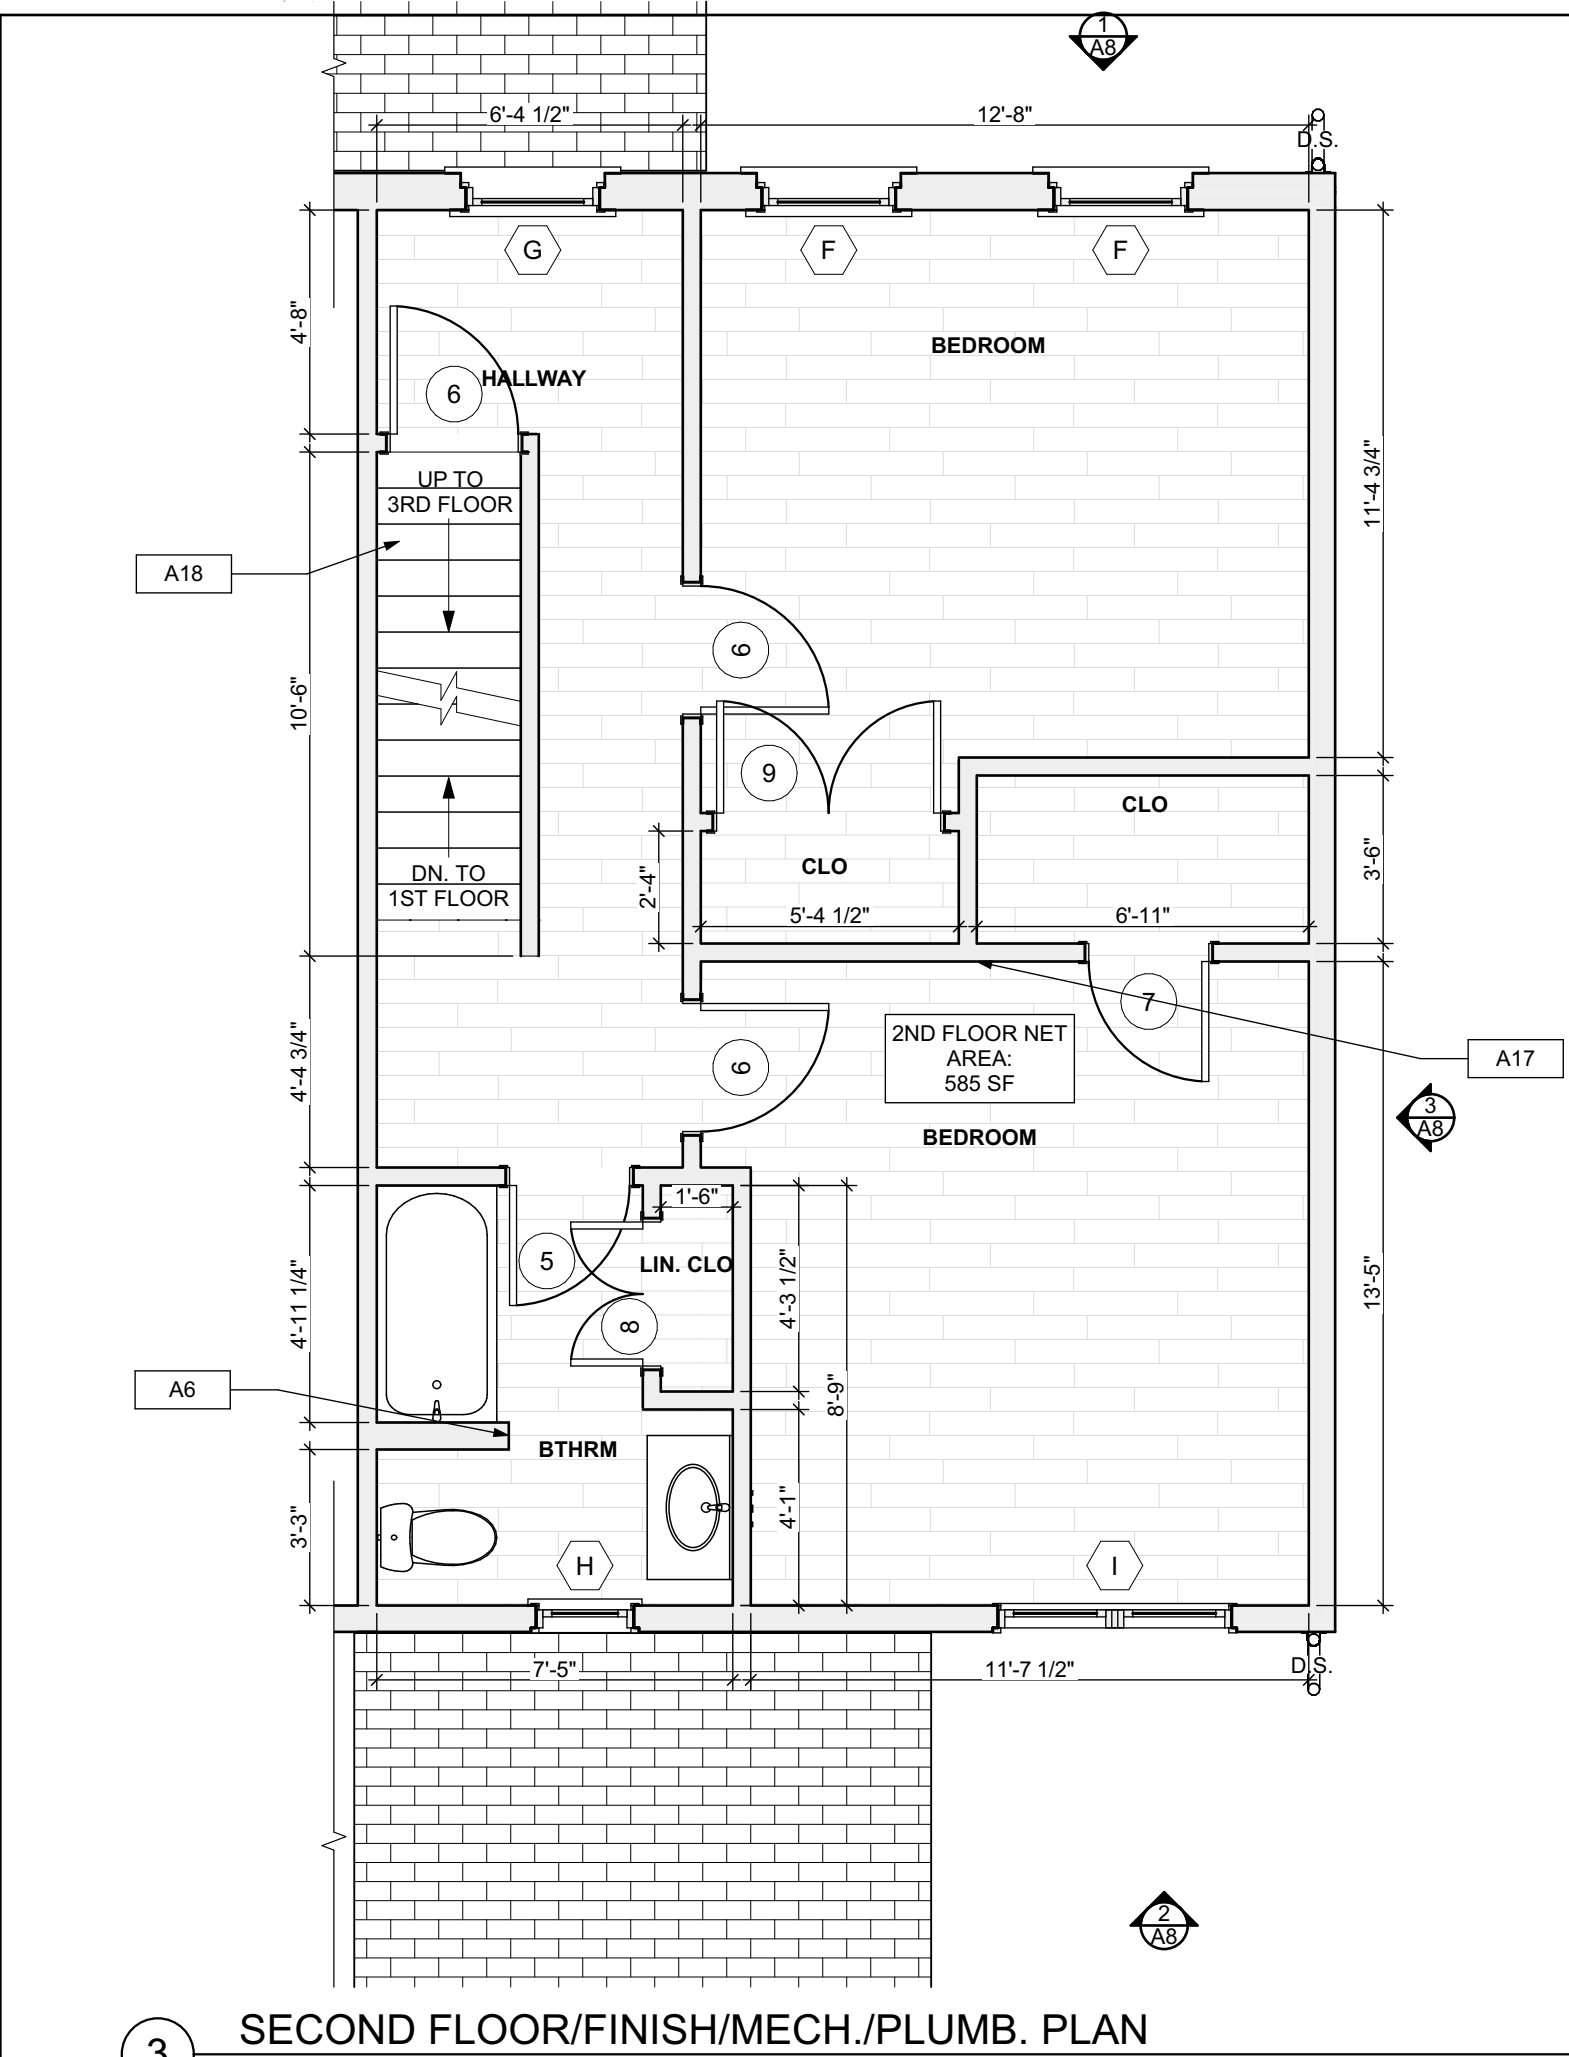 1
A8
6'-4 1/2"
12'-8"
D.S.
G
F
F
4'-8"
BEDROOM
HALLWAY
6
UP TO
3RD FLOOR
11'-4 3/4"
A18
6
10'-6"
9
CLO
CLO
2'-4"
3'-6"
DN. TO
1ST FLOOR
5'-4 1/2"
6'-11"
7
2ND FLOOR NET
AREA:
585 SF
A17
4'-4 3/4"
6
3
A8
BEDROOM
1'-6"
5
LIN. CLO
4'-3 1/2"
13'-5"
4'-11 1/4"
8
A6
8'-9"
BTHRM
4'-1"
3'-3"
H
I
7'-5"
11'-7 1/2"
D.S.
2
A8
3
SECOND FLOOR/FINISH/MECH./PLUMB. PLAN